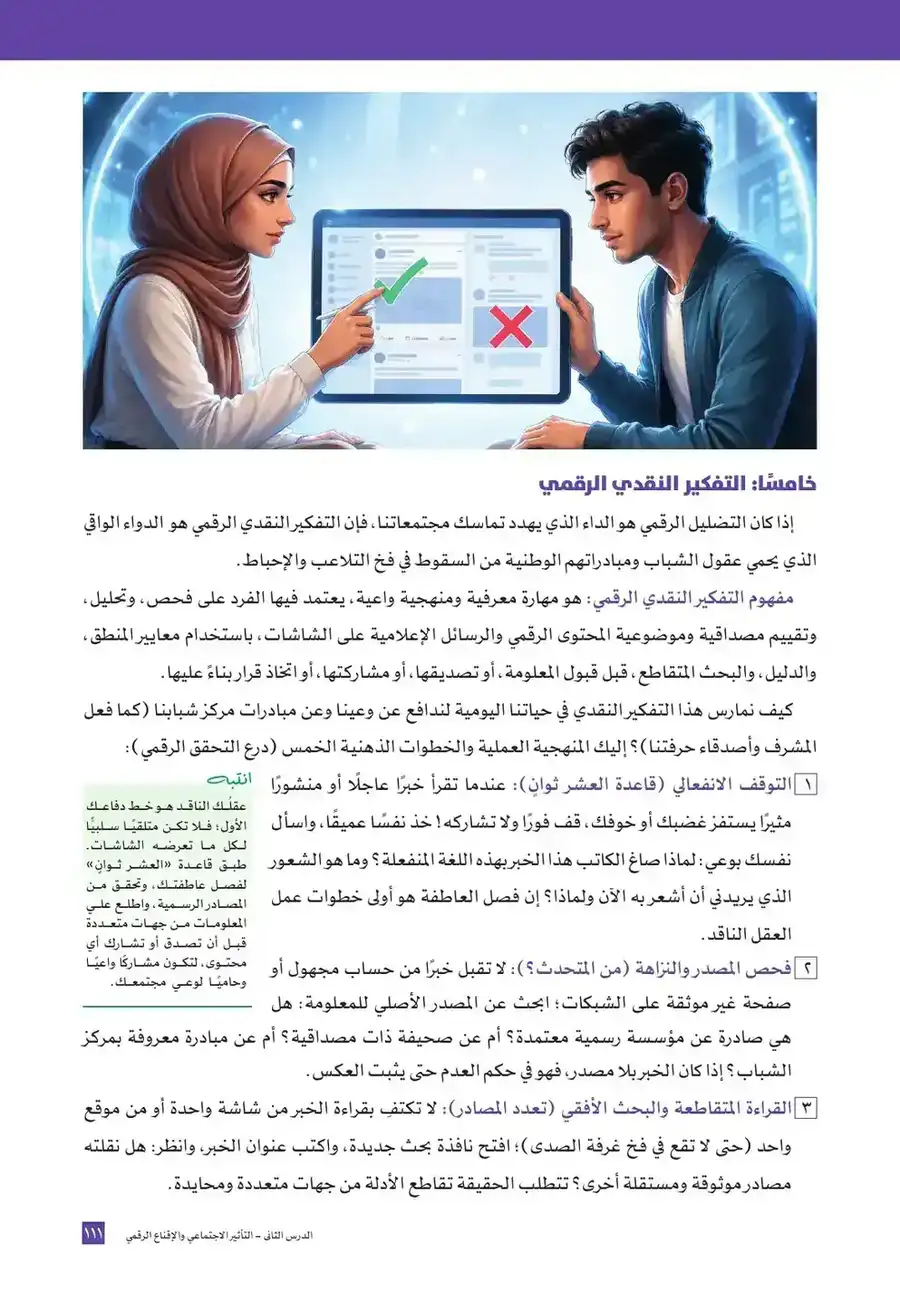 خامسًا: التفكير النقدي الرقمي
إذا كان التضليل الرقمي هو الداء الذي يهدد تماسك مجتمعاتنا، فإن التفكير النقدي الرقمي هو الدواء الواقي
الذي يحمي عقول الشباب ومبادراتهم الوطنية من السقوط في فخ التلاعب والإحباط.
مفهوم التفكير النقدي الرقمي: هو مهارة معرفية ومنهجية واعية، يعتمد فيها الفرد على فحص، وتحليل،
وتقييم مصداقية وموضوعية المحتوى الرقمي والرسائل الإعلامية على الشاشات، باستخدام معايير المنطق،
والدليل، والبحث المتقاطع، قبل قبول المعلومة، أو تصديقها، أو مشاركتها، أو اتخاذ قرار بناءً عليها.
كيف نمارس هذا التفكير النقدي في حياتنا اليومية لندافع عن وعينا وعن مبادرات مركز شبابنا (كما فعل
المشرف وأصدقاء حرفتنا)؟ إليك المنهجية العملية والخطوات الذهنية الخمس (درع التحقق الرقمي):
١ التوقف الانفعالي (قاعدة العشر ثوانٍ): عندما تقرأ خبرًا عاجلًا أو منشورًا
مثيرًا يستفز غضبك أو خوفك، قف فورًا ولا تشاركه! خذ نفسًا عميقًا، واسأل
نفسك بوعي: لماذا صاغ الكاتب هذا الخبر بهذه اللغة المنفعلة؟ وما هو الشعور
الذي يريدني أن أشعر به الآن ولماذا؟ إن فصل العاطفة هو أولى خطوات عمل
العقل الناقد.
انتبه
عقلُك الناقد هو خط دفاعك
الأول؛ فلا تكن متلقيًا سلبيًّا
لكل ما تعرضه الشاشات.
طبق قاعدة «العشر ثوانٍ»
لفصل عاطفتك، وتحقق من
المصادر الرسمية، واطلع على
المعلومات من جهات متعددة
قبل أن تصدق أو تشارك أي
محتوى، لتكون مشاركًا واعيًا
وحاميًا لوعي مجتمعك.
٢ فحص المصدر والنزاهة (من المتحدث؟): لا تقبل خبرًا من حساب مجهول أو
صفحة غير موثقة على الشبكات؛ ابحث عن المصدر الأصلي للمعلومة: هل
هي صادرة عن مؤسسة رسمية معتمدة؟ أم عن صحيفة ذات مصداقية؟ أم عن مبادرة معروفة بمركز
الشباب؟ إذا كان الخبر بلا مصدر، فهو في حكم العدم حتى يثبت العكس.
٣ القراءة المتقاطعة والبحث الأفقي (تعدد المصادر): لا تكتفِ بقراءة الخبر من شاشة واحدة أو من موقع
واحد (حتى لا تقع في فخ غرفة الصدى)؛ افتح نافذة بحث جديدة، واكتب عنوان الخبر، وانظر: هل نقلته
مصادر موثوقة ومستقلة أخرى؟ تتطلب الحقيقة تقاطع الأدلة من جهات متعددة ومحايدة.
الدرس الثانى - التأثير الاجتماعي والإقناع الرقمي
١١١